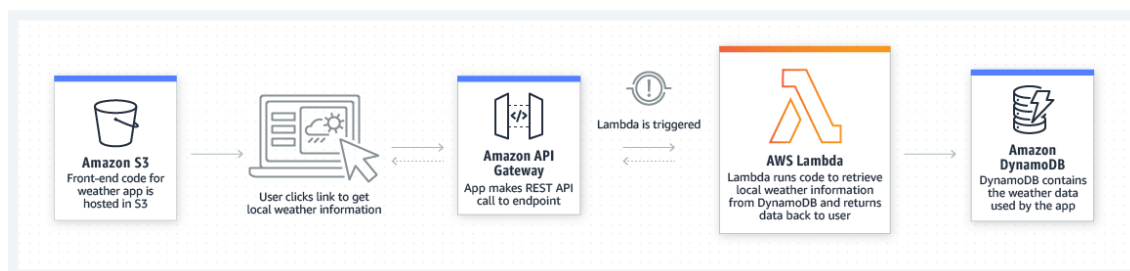 Amazon S3
Front-end code for
weather app is
hosted in S3
User clicks link to get
local weather information
</>
Amazon API
Gateway
App makes REST API
call to endpoint
Lambda is triggered
AWS Lambda
Lambda runs code to retrieve
local weather information
from DynamoDB and returns
data back to user
Amazon
DynamoDB
DynamoDB contains
the weather data
used by the app